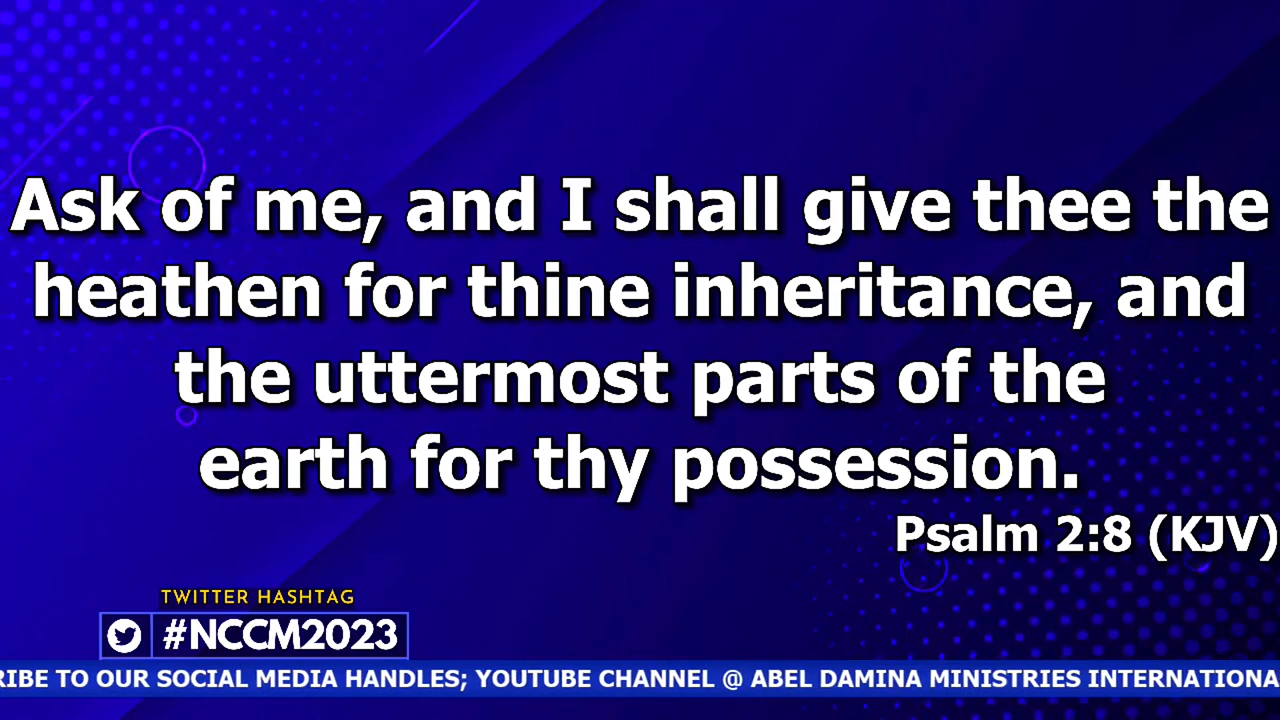 Ask of me, and I shall give thee the
heathen for thine inheritance, and
the uttermost parts of the
earth for thy possession.
Psalm 2:8 (KJV)
TWITTER HASHTAG
#NCCM2023
RIBE TO OUR SOCIAL MEDIA HANDLES; YOUTUBE CHANNEL @ ABEL DAMINA MINISTRIES INTERNATIONA